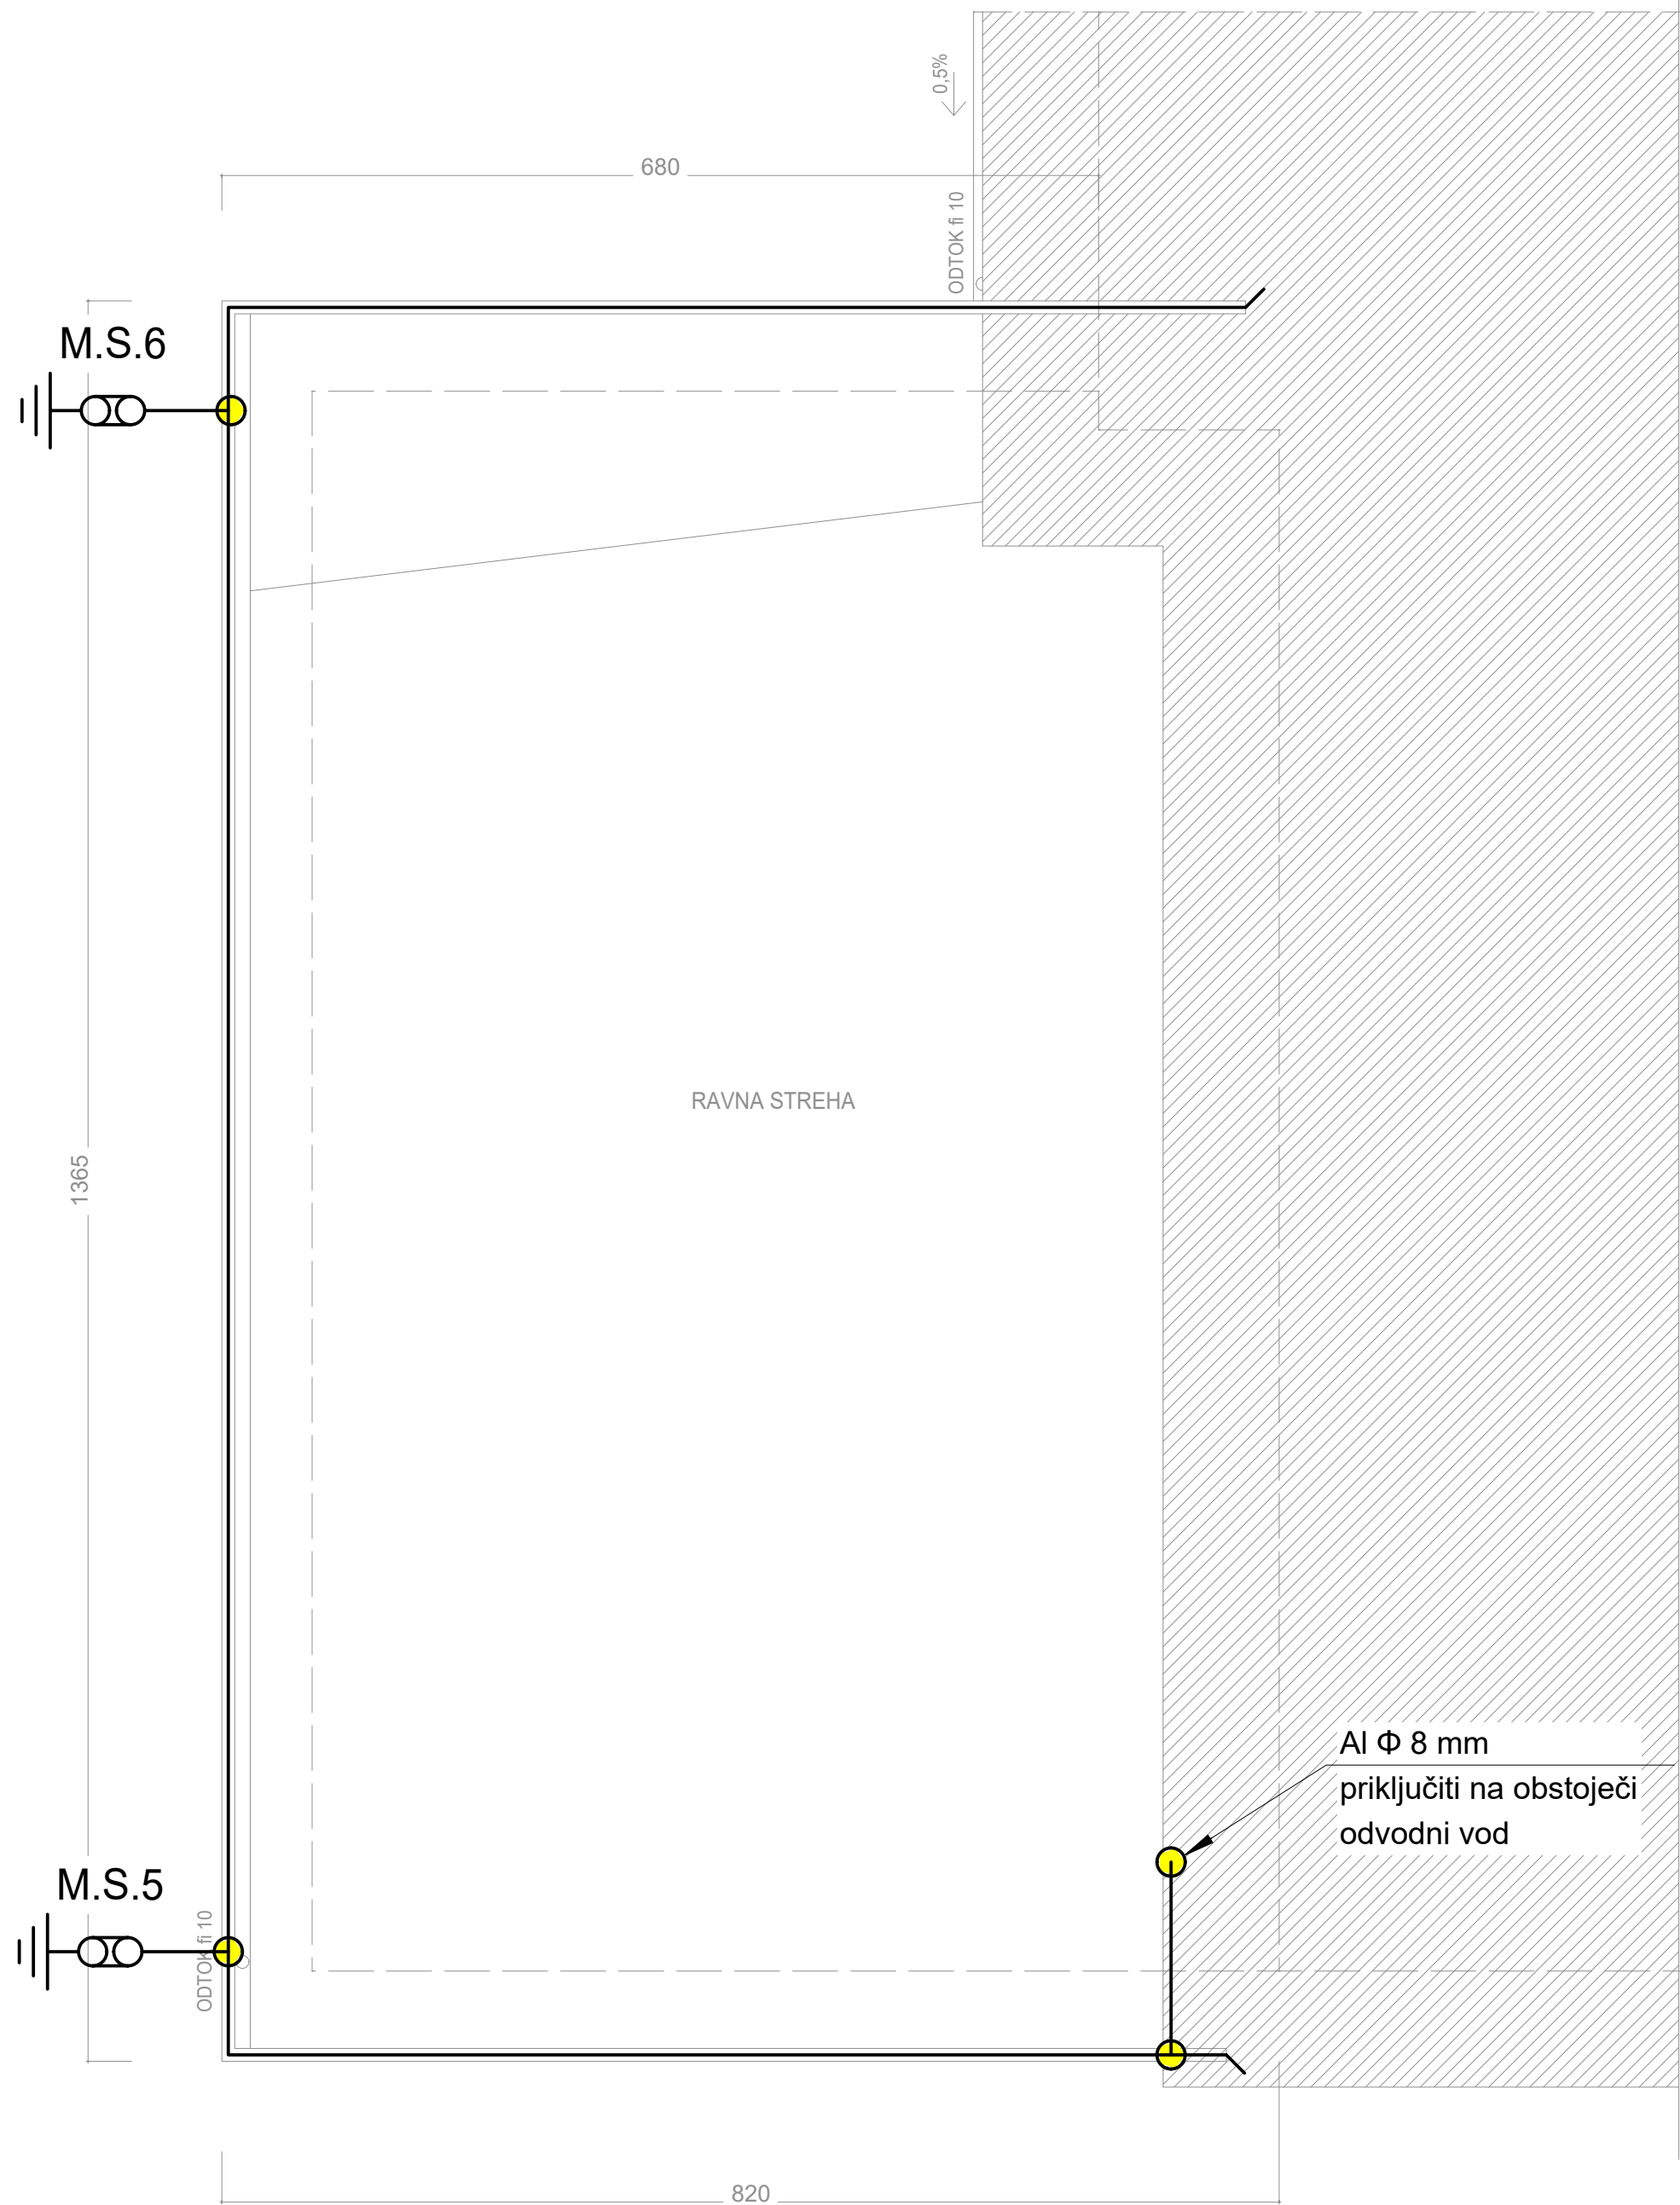 0,5%
680
ODTOK fi 10
M.S.6
RAVNA STREHA
1365
Al Φ 8 mm
priključiti na obstoječi
odvodni vod
M.S.5
ODTOK fi 10
820